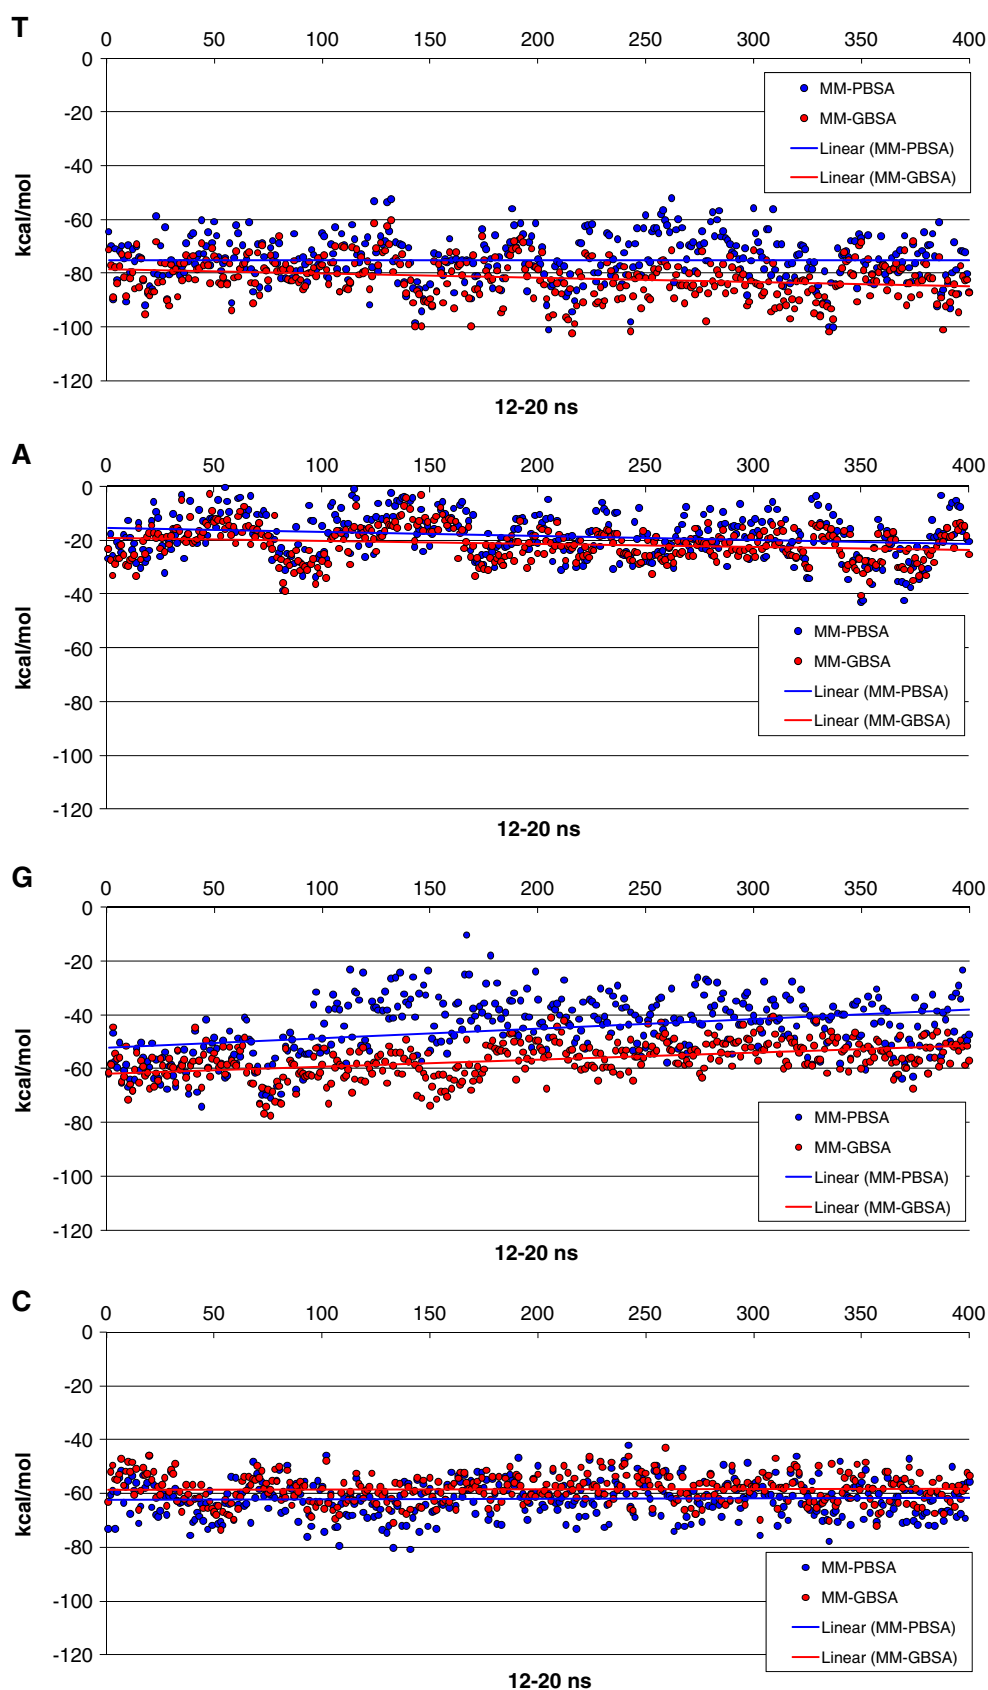 T
0 50 100 150 200 250 300 350 400
0
-20
-40
-60
-80
-100
-120
kcal/mol
MM-PBSA
MM-GBSA
Linear (MM-PBSA)
Linear (MM-GBSA)
12-20 ns
A
0 50 100 150 200 250 300 350 400
0
-20
-40
-60
-80
-100
-120
kcal/mol
MM-PBSA
MM-GBSA
Linear (MM-PBSA)
Linear (MM-GBSA)
12-20 ns
G
0 50 100 150 200 250 300 350 400
0
-20
-40
-60
-80
-100
-120
kcal/mol
MM-PBSA
MM-GBSA
Linear (MM-PBSA)
Linear (MM-GBSA)
12-20 ns
C
0 50 100 150 200 250 300 350 400
0
-20
-40
-60
-80
-100
-120
kcal/mol
MM-PBSA
MM-GBSA
Linear (MM-PBSA)
Linear (MM-GBSA)
12-20 ns